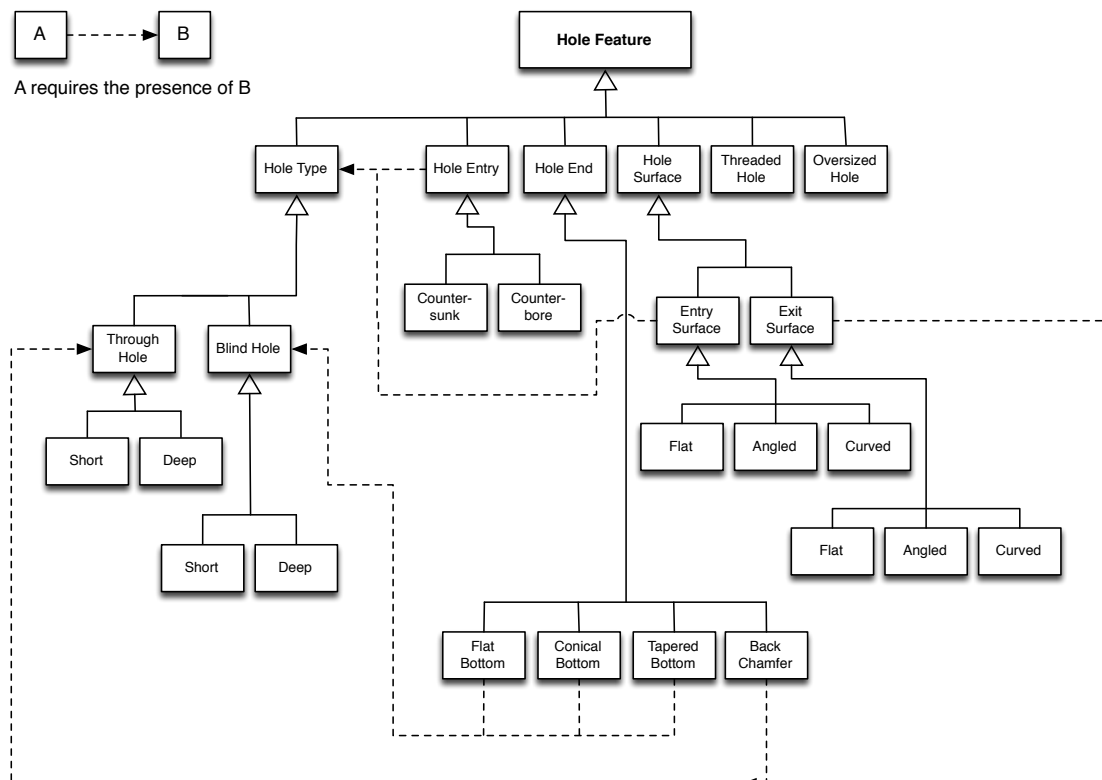 A
B
A requires the presence of B
Hole Feature
Hole Type
Hole Entry
Hole End
Hole
Surface
Threaded
Hole
Oversized
Hole
Counter-
sunk
Counter-
bore
Entry
Surface
Exit
Surface
Through
Hole
Blind Hole
Short
Deep
Flat
Angled
Curved
Short
Deep
Flat
Angled
Curved
Flat
Bottom
Conical
Bottom
Tapered
Bottom
Back
Chamfer